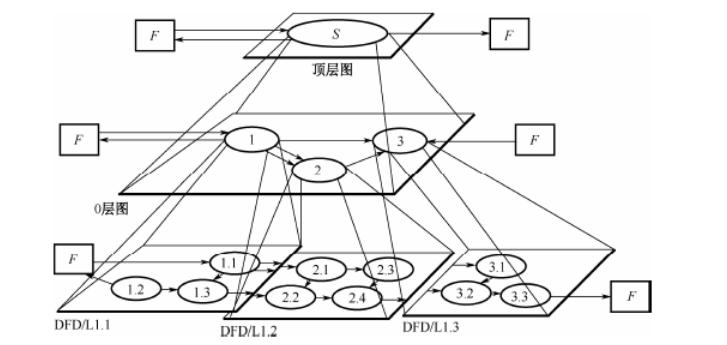 F S F
顶层图
F 1 3 F
2
0层图
F 1.1 2.1 2.3 3.1
1.2 1.3 2.2 2.4 3.2 3.3 F
DFD/L1.1 DFD/L1.2 DFD/L1.3